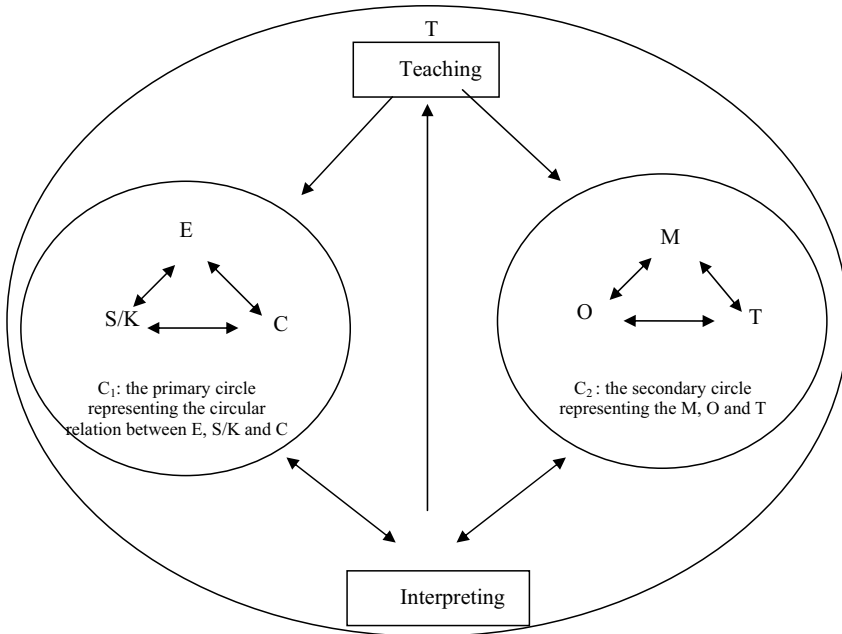 T
Teaching
E
S/K
C
C₁: the primary circle
representing the circular
relation between E, S/K and C
M
O
T
C₂ : the secondary circle
representing the M, O and T
Interpreting